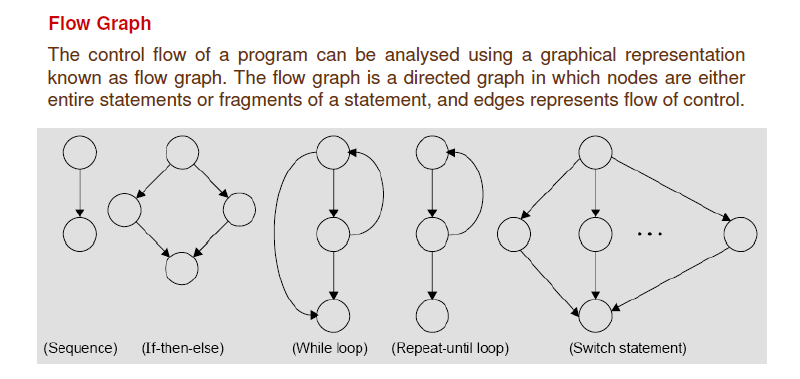 Flow Graph
The control flow of a program can be analysed using a graphical representation
known as flow graph. The flow graph is a directed graph in which nodes are either
entire statements or fragments of a statement, and edges represents flow of control.
(Sequence) (If-then-else) (While loop) (Repeat-until loop) (Switch statement)